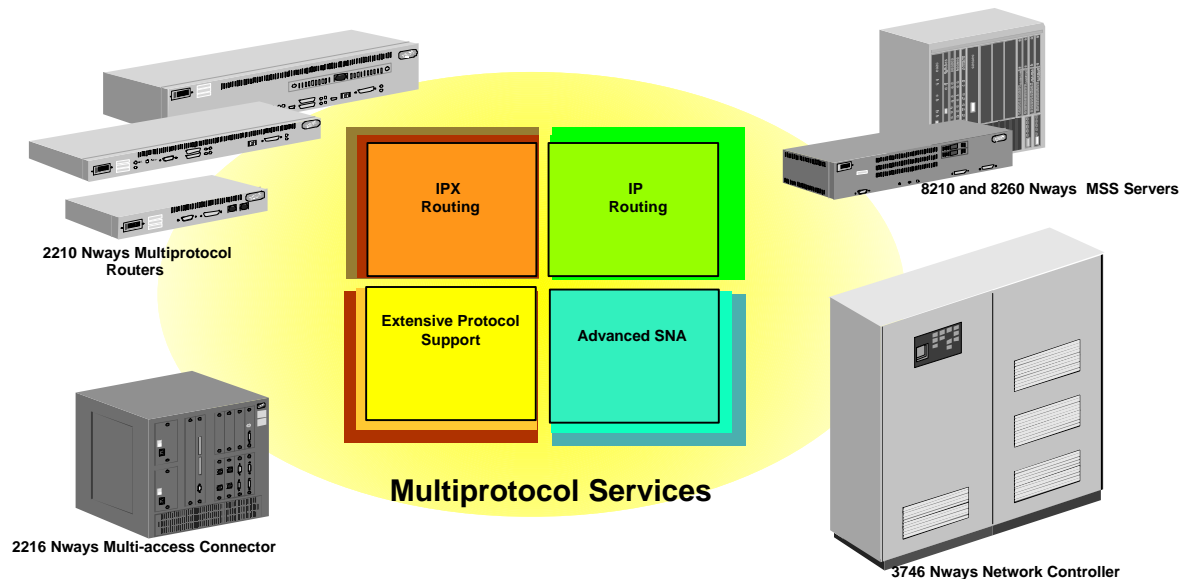 IPX
Routing
IP
Routing
8210 and 8260 Nways  MSS Servers
2210 Nways Multiprotocol
Routers
Extensive Protocol
Support
Advanced SNA
Multiprotocol Services
2216 Nways Multi-access Connector
3746 Nways Network Controller